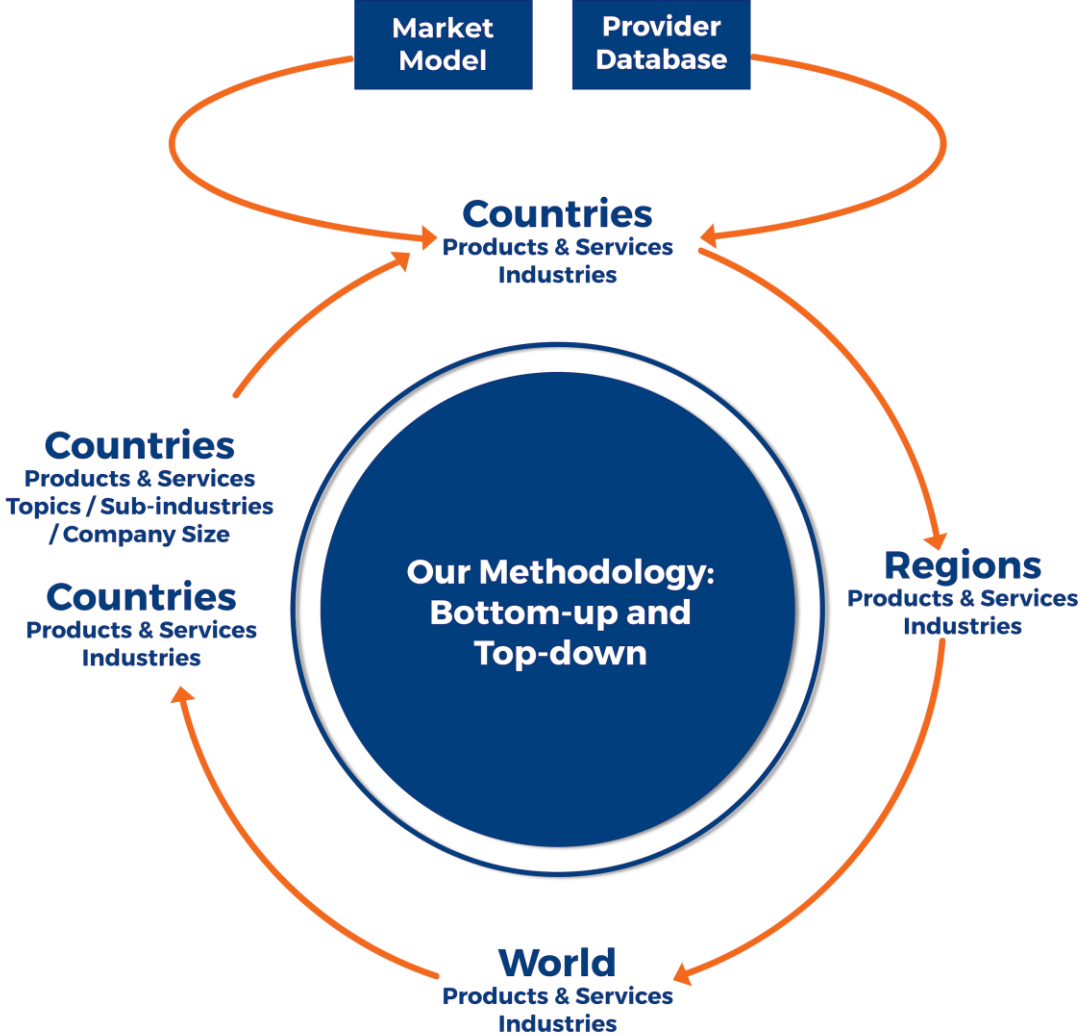 Market
Model
Provider
Database
Countries
Products & Services
Industries
Countries
Products & Services
Topics / Sub-industries
/ Company Size
Countries
Products & Services
Industries
Our Methodology:
Bottom-up and
Top-down
Regions
Products & Services
Industries
World
Products & Services
Industries